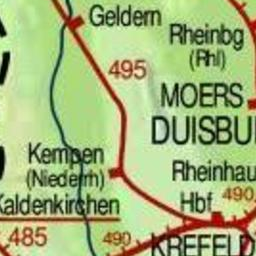 Geldern
Rheinbg
(Rhl)
495
MOERS
DUISBU
Kempen
(Niederrh)
Rheinhau
Kaldenkirchen
Hbf
490
485
490
KREFELD